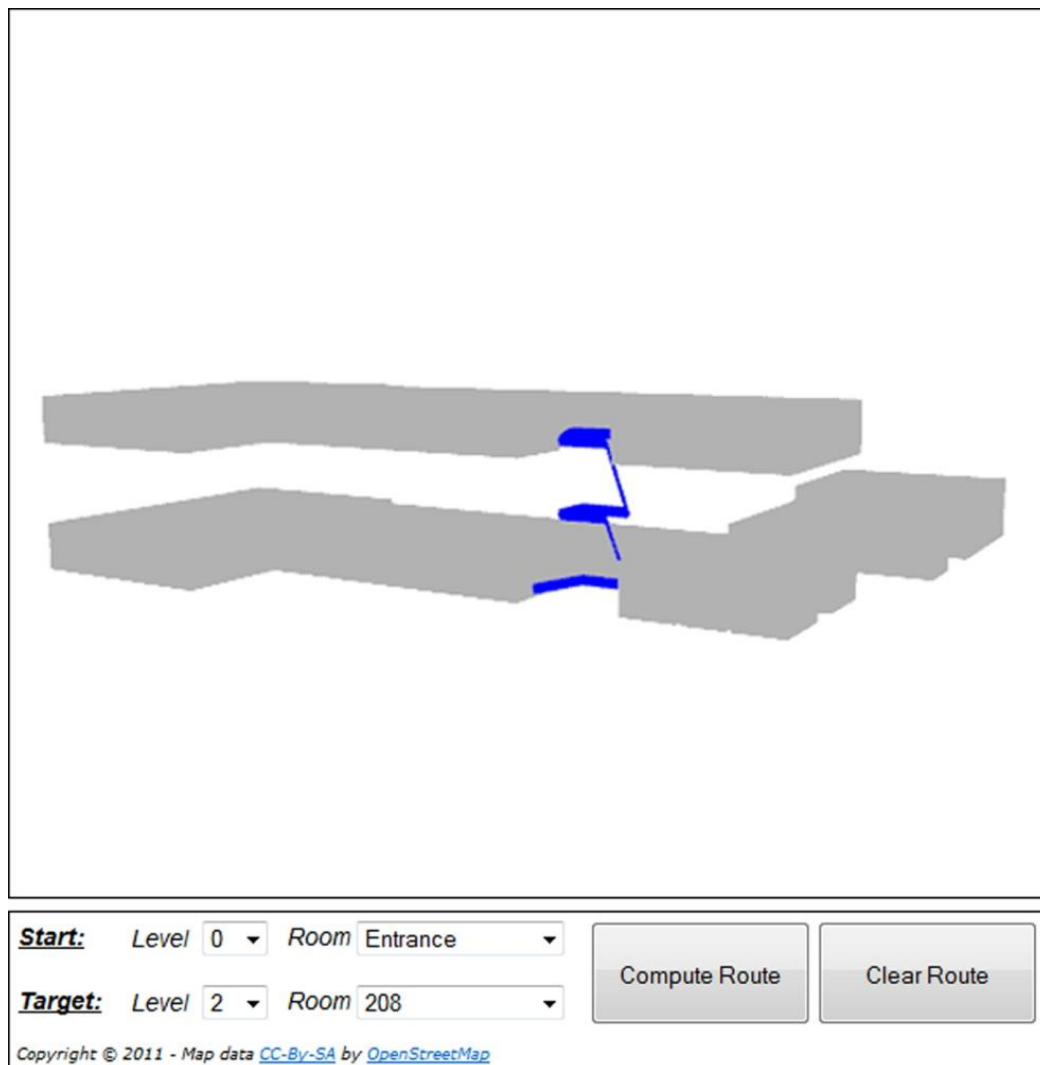 Start: Level 0 Room Entrance
Compute Route Clear Route
Target: Level 2 Room 208
Copyright © 2011 - Map data CC-By-SA by OpenStreetMap